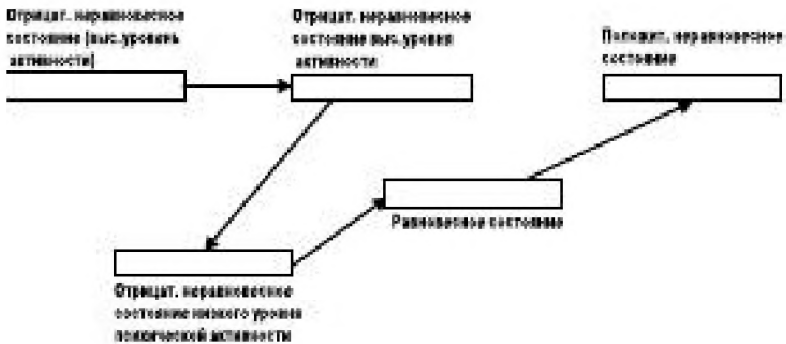 Отрицат. неравновесное
состояние (выс.уровень
активности)
Отрицат. неравновесное
состояние выс.уровня
активности
Положит. неравновесное
состояние
Равновесное состояние
Отрицат. неравновесное
состояние низкого уровня
психической активности